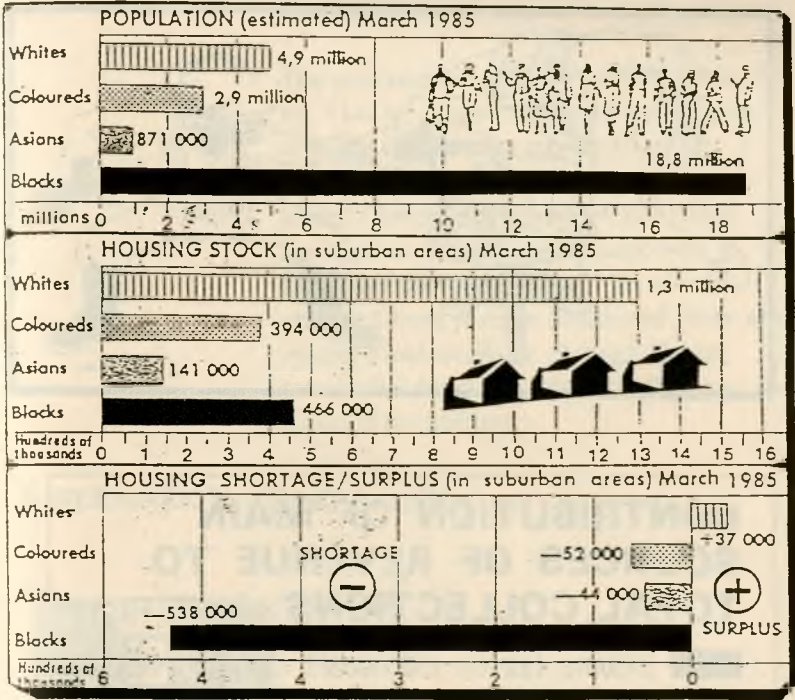 POPULATION (estimated) March 1985
Whites 4,9 million
Coloureds 2,9 million
Asians 871 000
18,8 million
Blacks
millions 0 2 4 6 8 10 12 14 16 18
HOUSING STOCK (in suburban areas) March 1985
Whites 1,3 million
Coloureds 394 000
Asians 141 000
Blacks 466 000
Hundreds of
thousands 0 1 2 3 4 5 6 7 8 9 10 11 12 13 14 15 16
HOUSING SHORTAGE/SURPLUS (in suburban areas) March 1985
Whites
+37 000
Coloureds SHORTAGE —52 000
Asians − —44 000 +
—538 000 SURPLUS
Blacks
Hundreds of
thousands 6 4 4 3 2 0 0